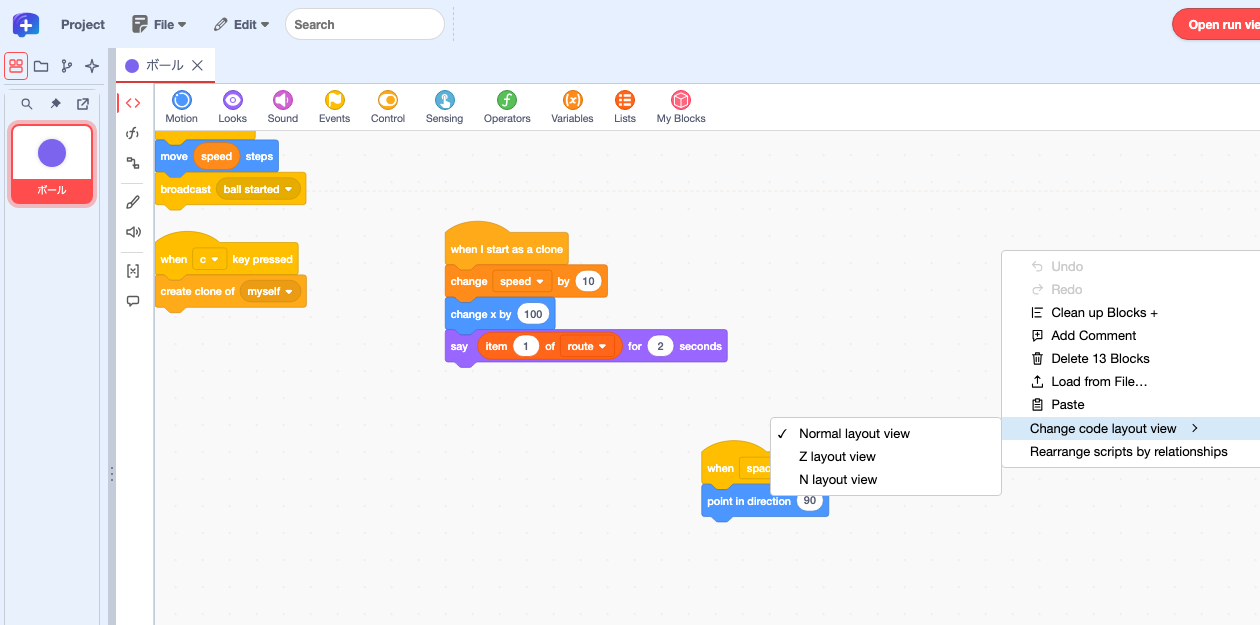 Project
File
Edit
Search
Open run vie
ボール
Motion
Looks
Sound
Events
Control
Sensing
Operators
Variables
Lists
My Blocks
ボール
move speed steps
broadcast ball started
when c key pressed
create clone of myself
when I start as a clone
change speed by 10
change x by 100
say item 1 of route for 2 seconds
when spac
point in direction 90
Normal layout view
Z layout view
N layout view
Undo
Redo
Clean up Blocks +
Add Comment
Delete 13 Blocks
Load from File…
Paste
Change code layout view
Rearrange scripts by relationships